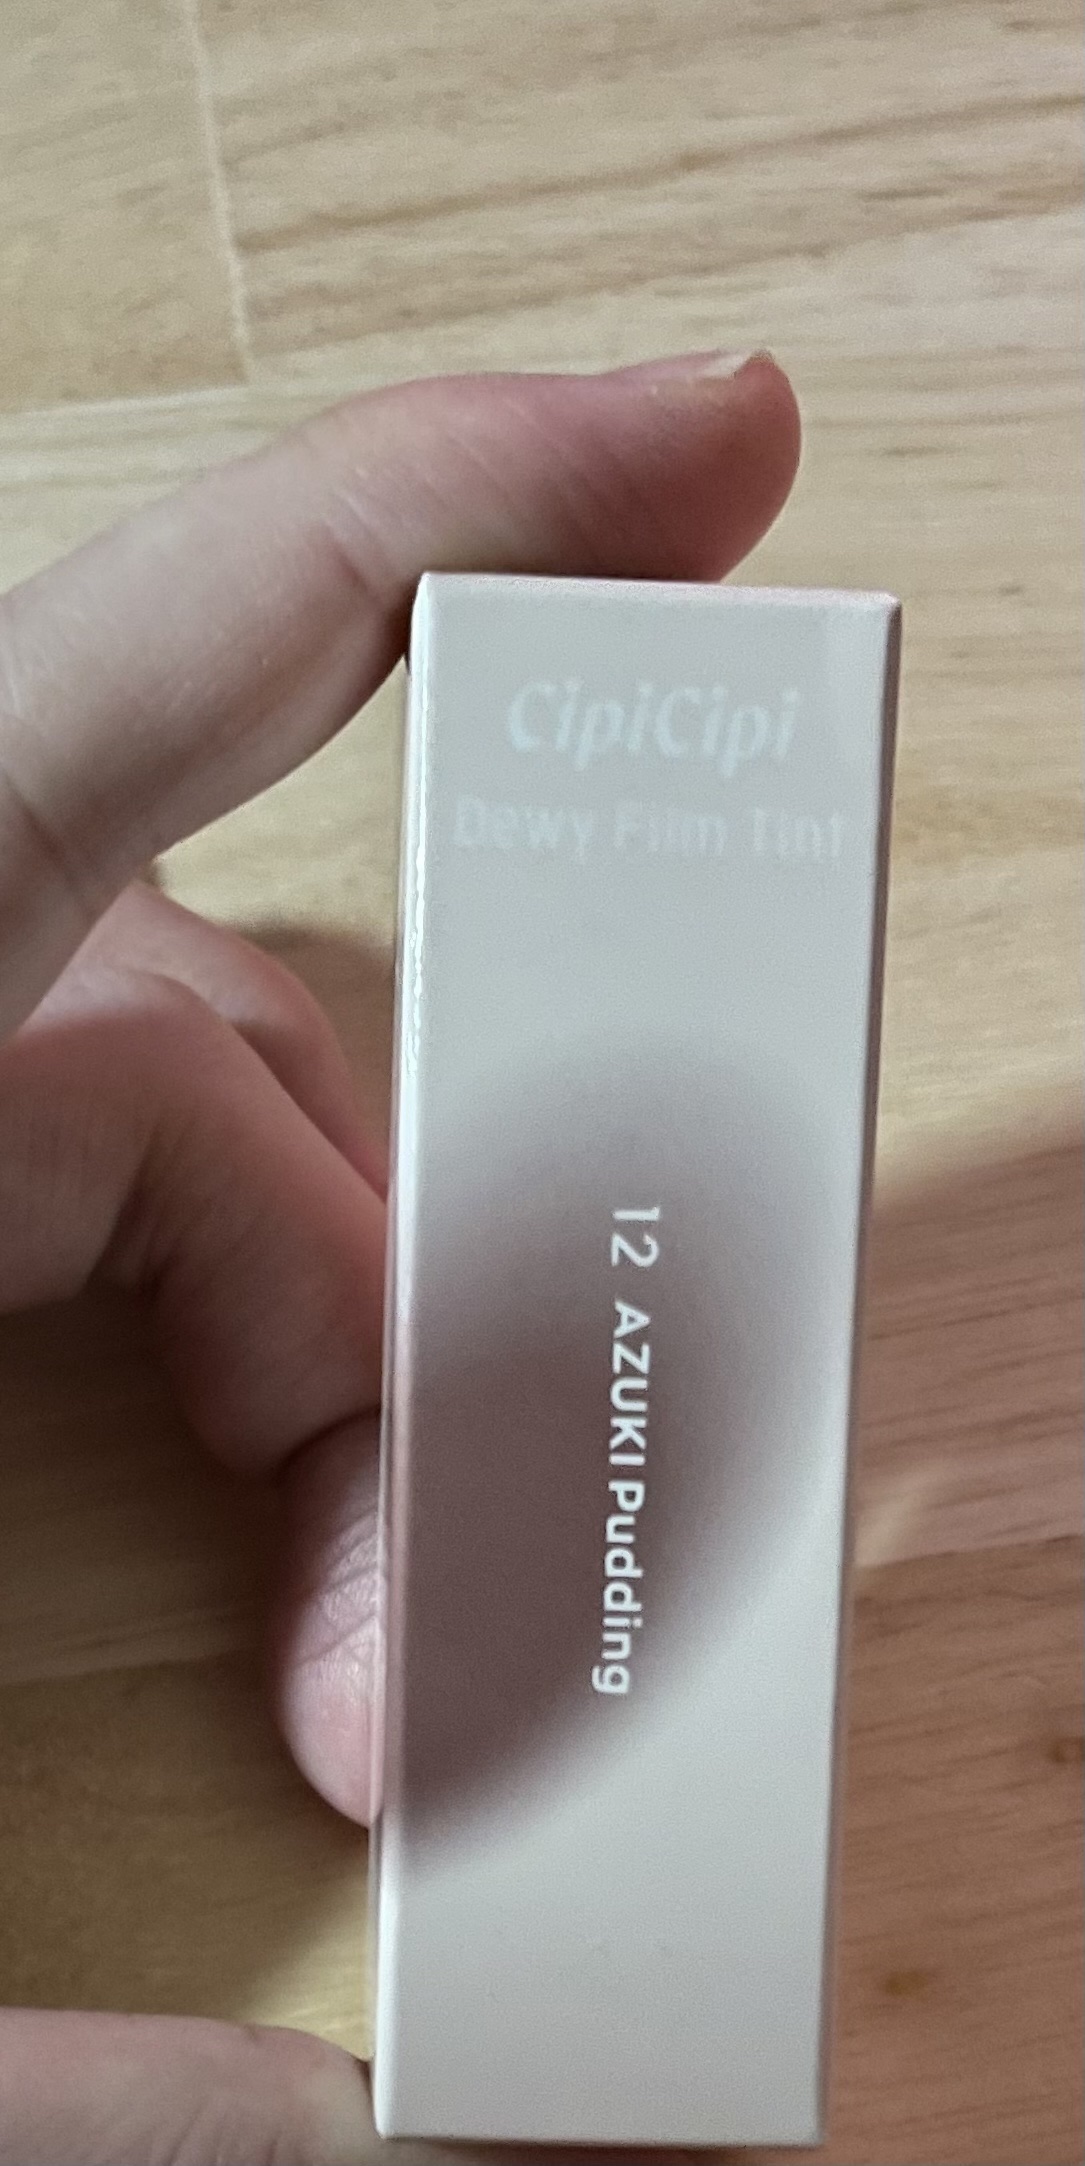 CipiCipi
Dewy Film Tint
12 AZUKI Pudding